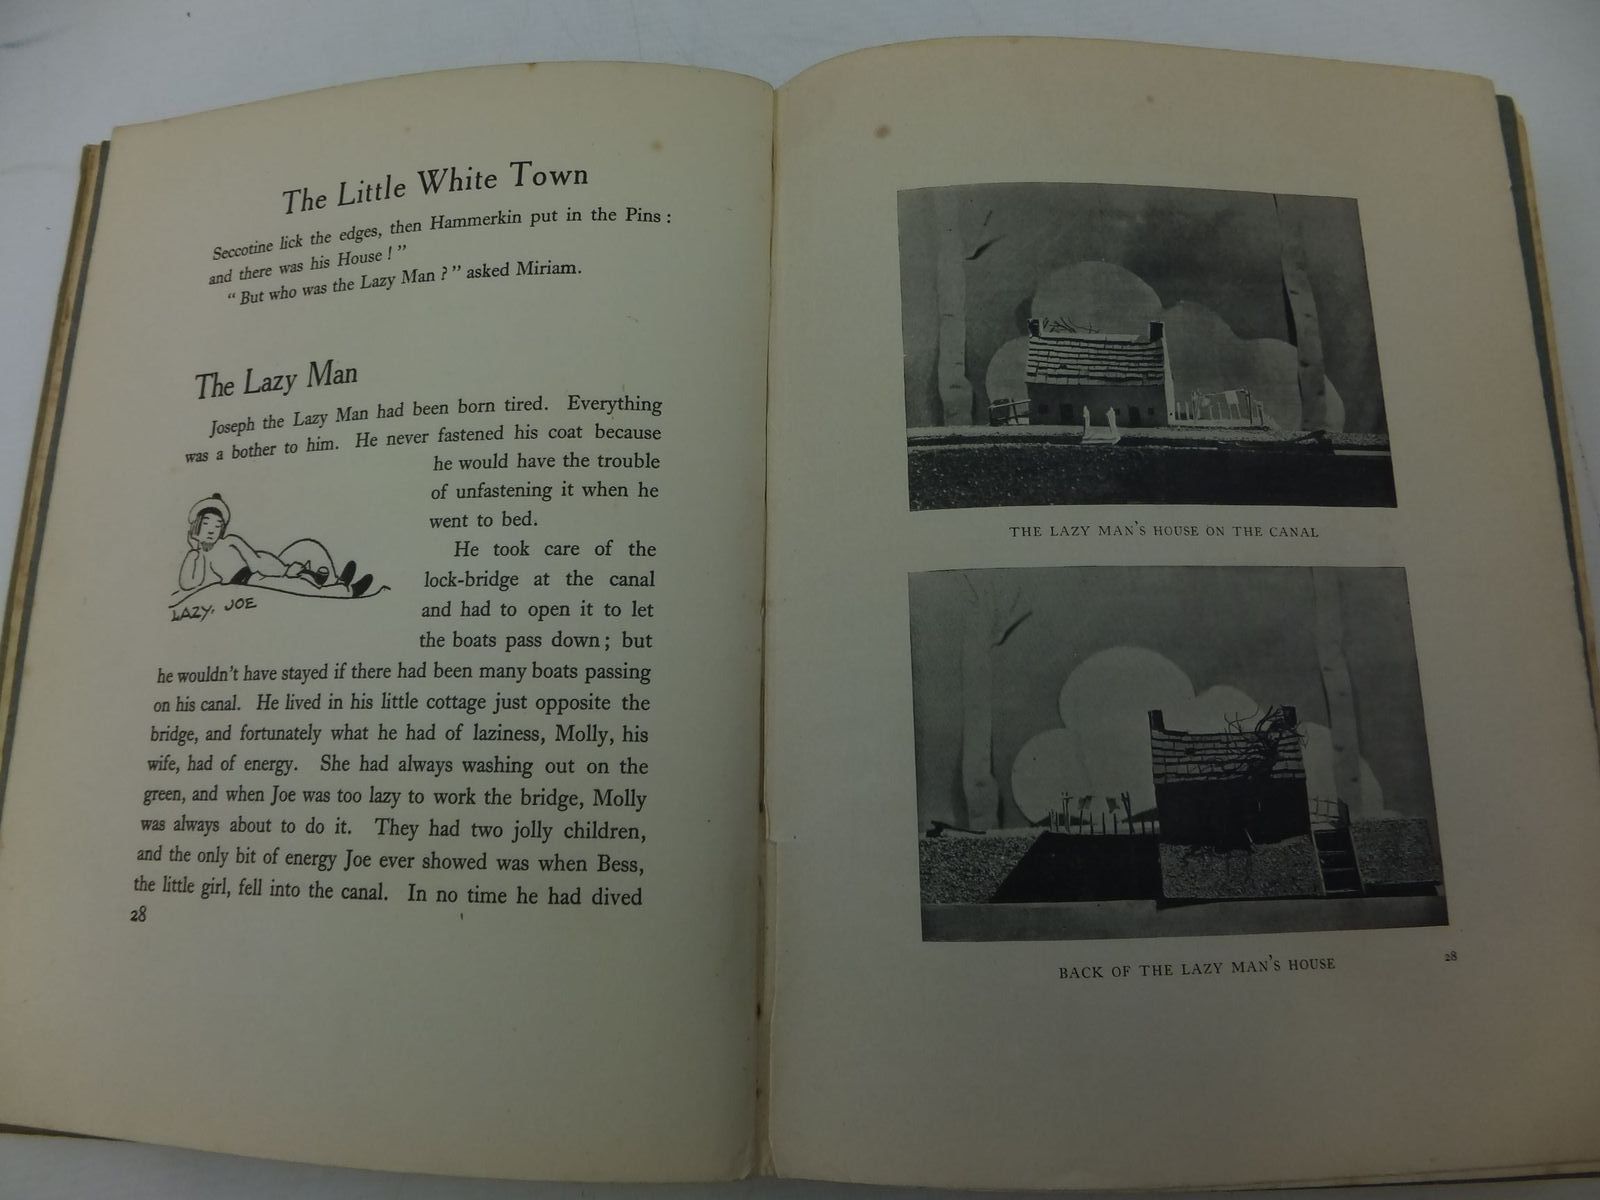 The Little White Town
Seccotine lick the edges, then Hammerkin put in the Pins :
and there was his House ! ”
“ But who was the Lazy Man ? ” asked Miriam.
The Lazy Man
Joseph the Lazy Man had been born tired. Everything
was a bother to him. He never fastened his coat because
he would have the trouble
of unfastening it when he
went to bed.
He took care of the
lock-bridge at the canal
and had to open it to let
the boats pass down ; but
LAZY. JOE
he wouldn't have stayed if there had been many boats passing
on his canal. He lived in his little cottage just opposite the
bridge, and fortunately what he had of laziness, Molly, his
wife, had of energy. She had always washing out on the
green, and when Joe was too lazy to work the bridge, Molly
was always about to do it. They had two jolly children,
and the only bit of energy Joe ever showed was when Bess,
the little girl, fell into the canal. In no time he had dived
28
THE LAZY MAN'S HOUSE ON THE CANAL
BACK OF THE LAZY MAN'S HOUSE
28